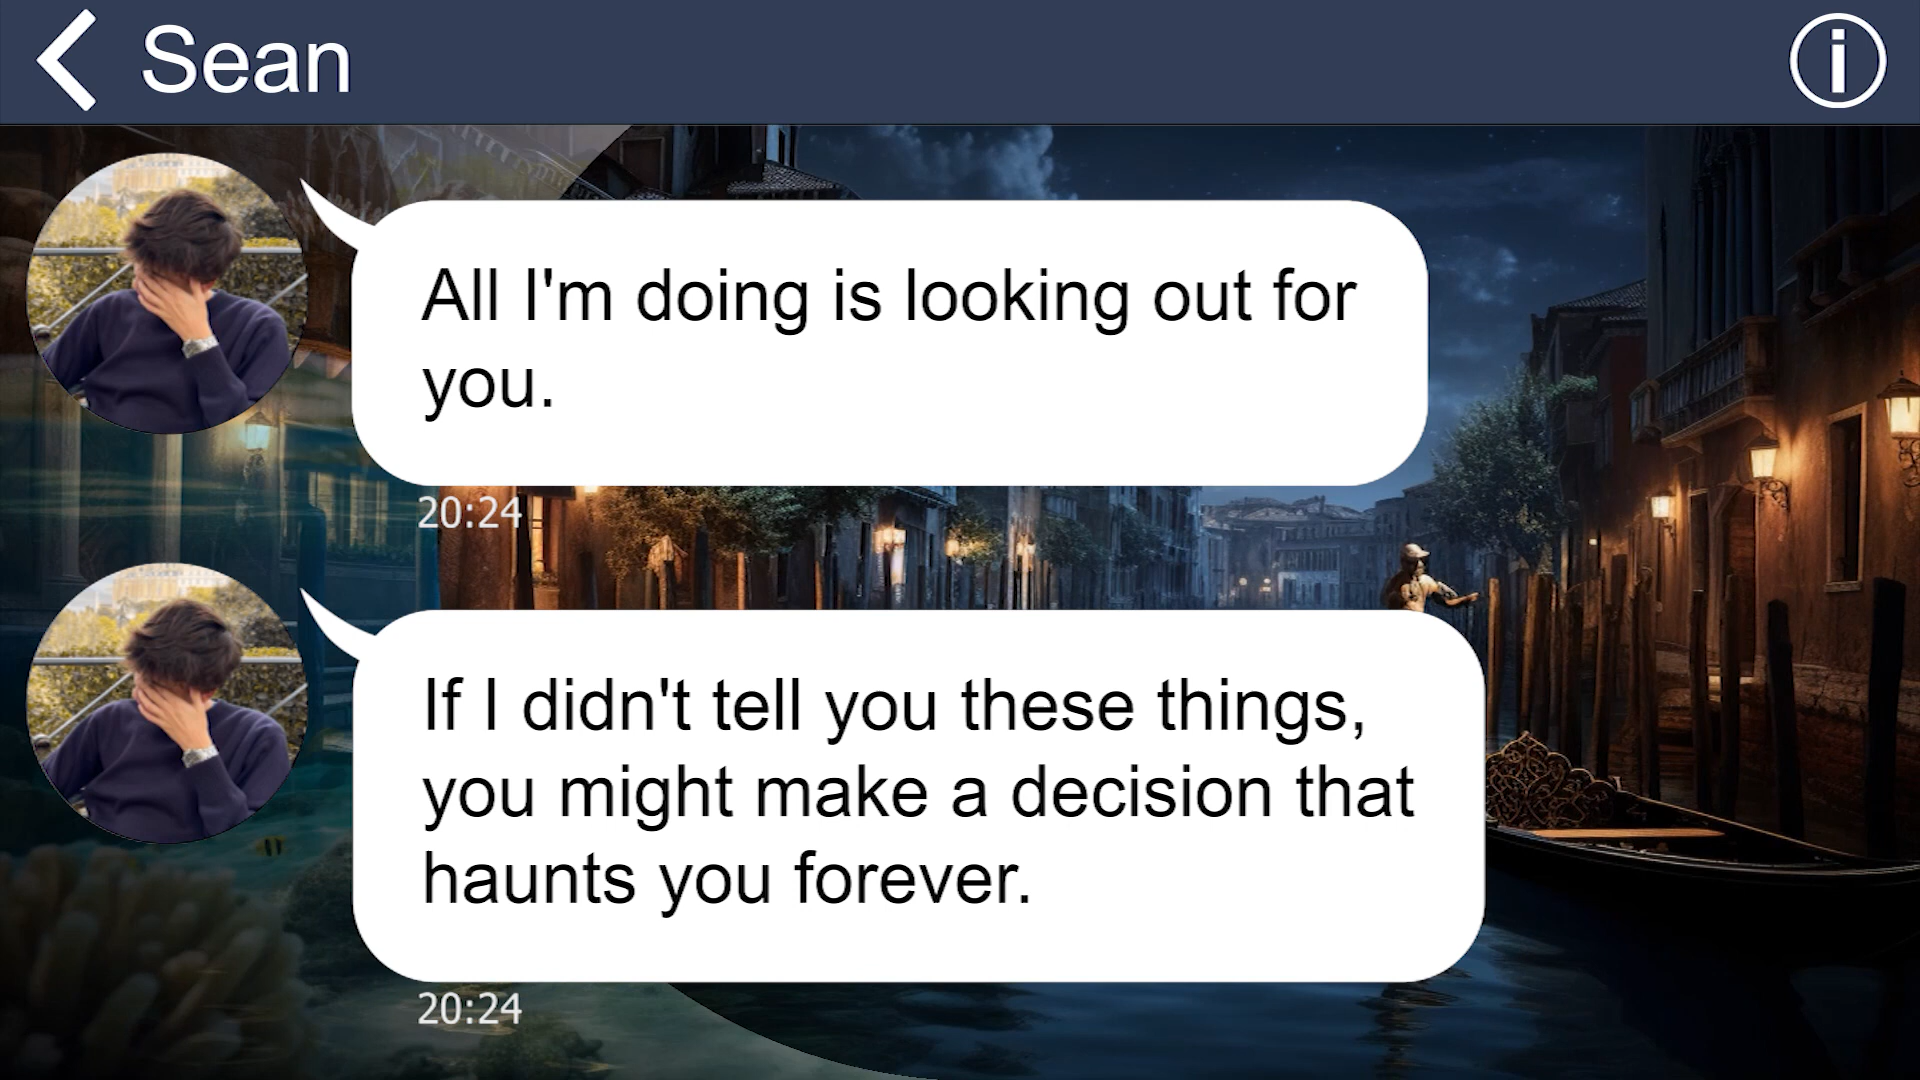 Sean
All I'm doing is looking out for
you.
20:24
If I didn't tell you these things,
you might make a decision that
haunts you forever.
20:24